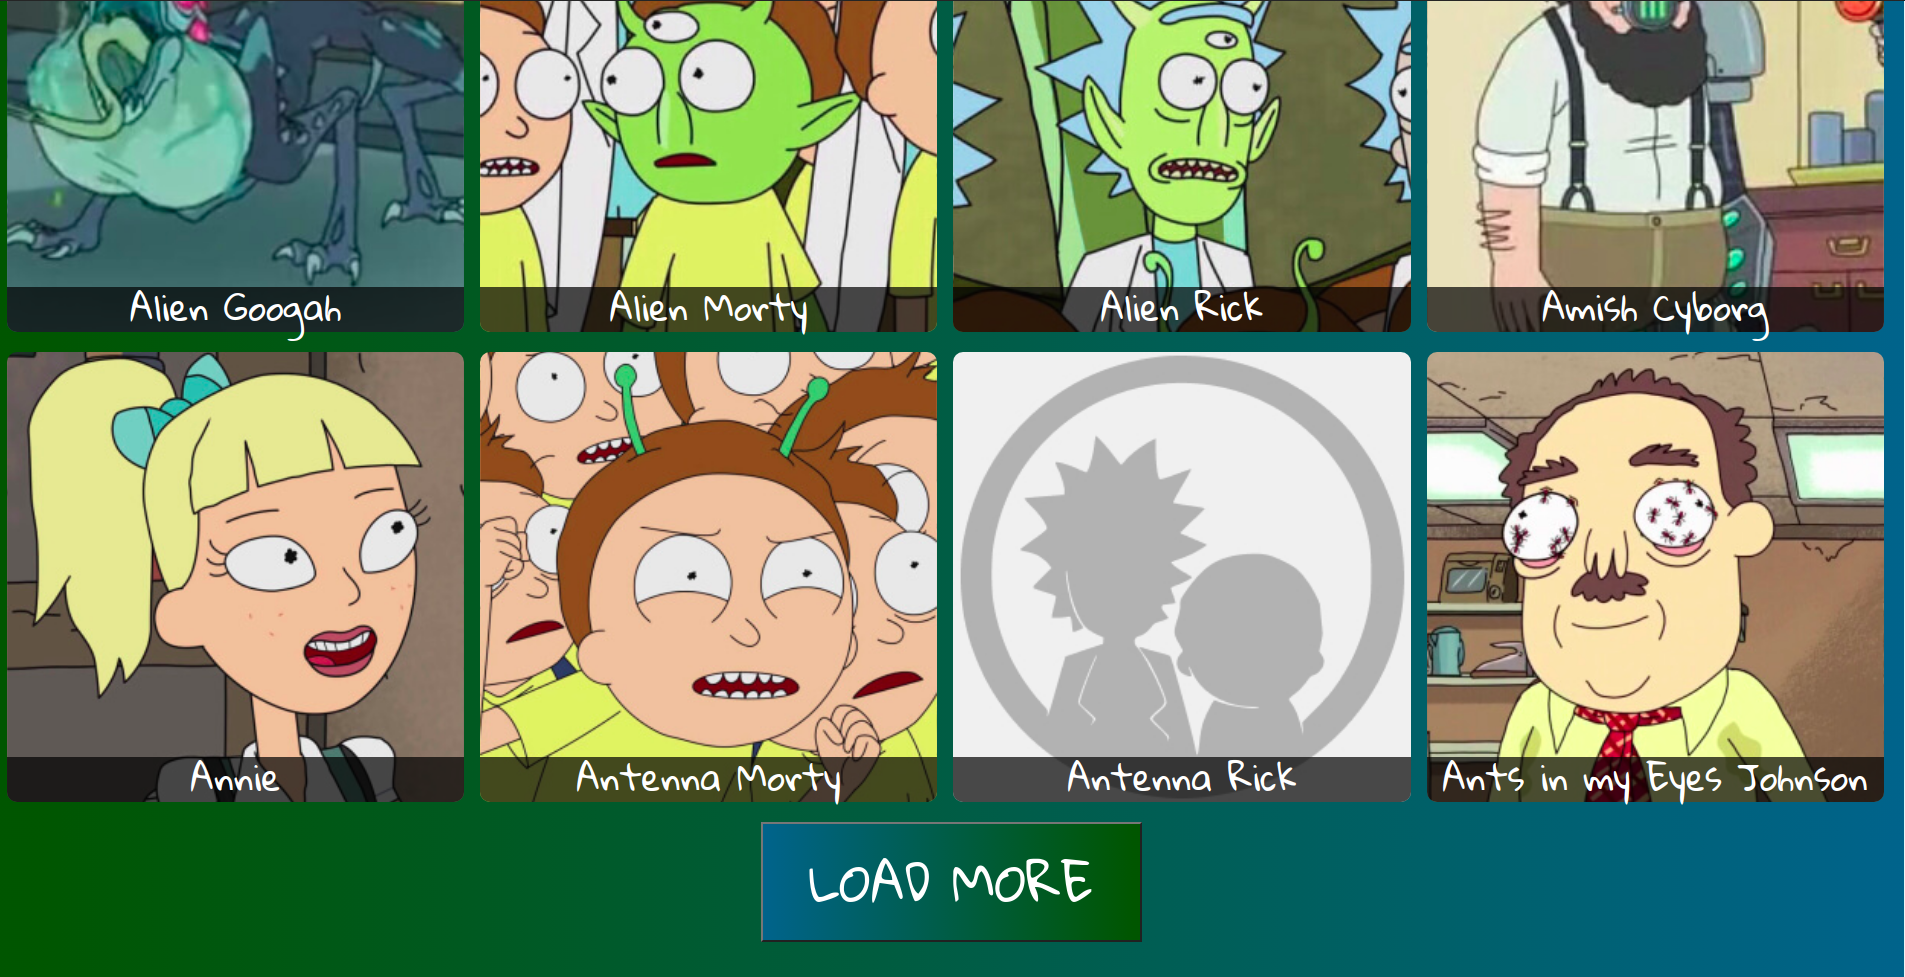 Alien Googah
Alien Morty
Alien Rick
Amish Cyborg
Annie
Antenna Morty
Antenna Rick
Ants in my Eyes Johnson
LOAD MORE